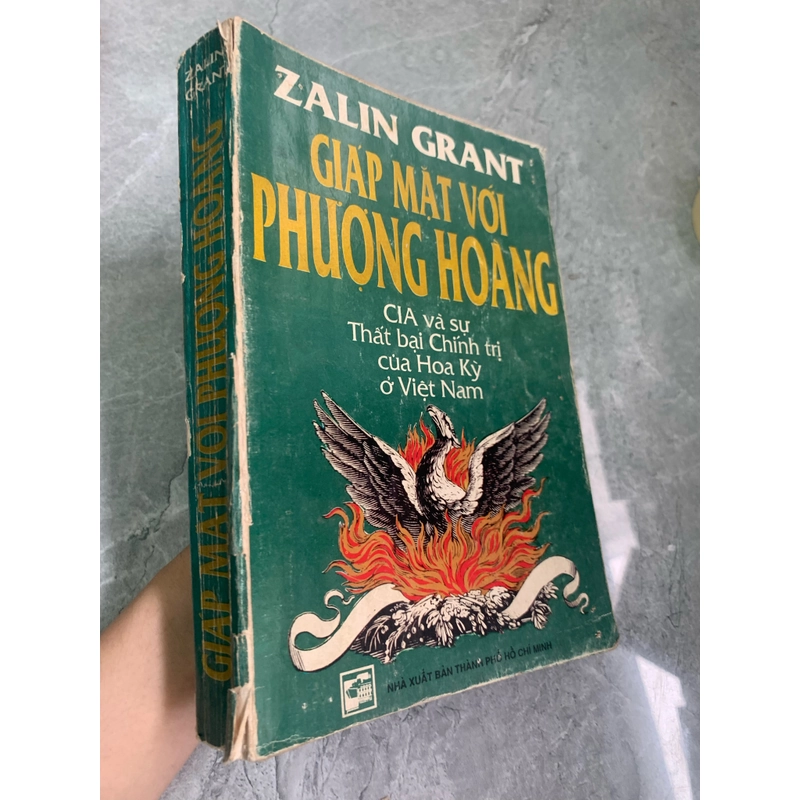 ZALIN GRANT
GIÁP MẶT VỚI
PHƯỢNG HOÀNG
CIA và sự
Thất bại Chính trị
của Hoa Kỳ
ở Việt Nam
NHÀ XUẤT BẢN THÀNH PHỐ HỒ CHÍ MINH
ZALIN
GRANT
GIÁP MẶT VỚI PHƯỢNG HOÀNG